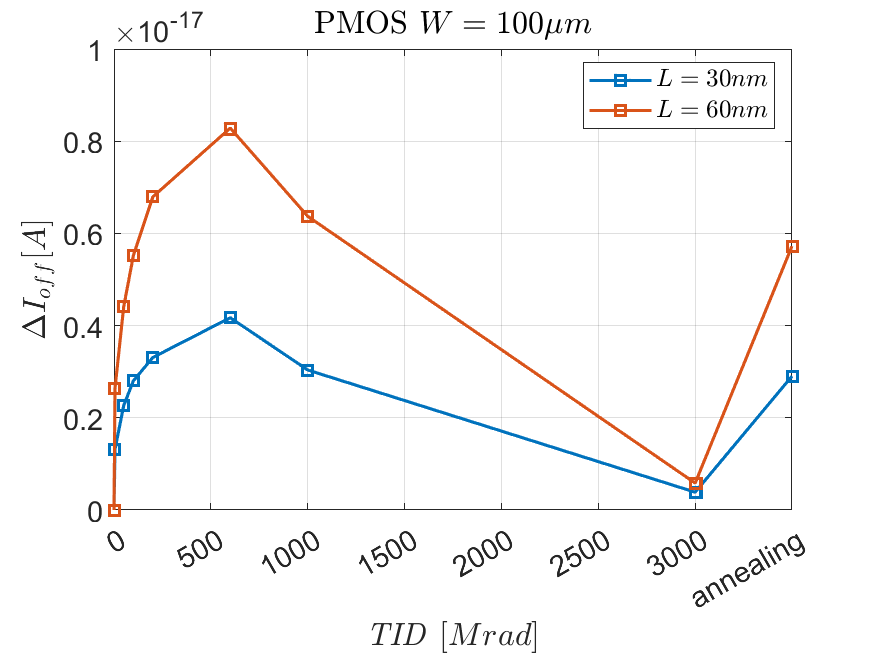 PMOS W = 100μm
×10-17
L = 30nm
L = 60nm
1
0.8
0.6
0.4
0.2
0
ΔIoff[A]
0
500
1000
1500
2000
2500
3000
annealing
TID [Mrad]